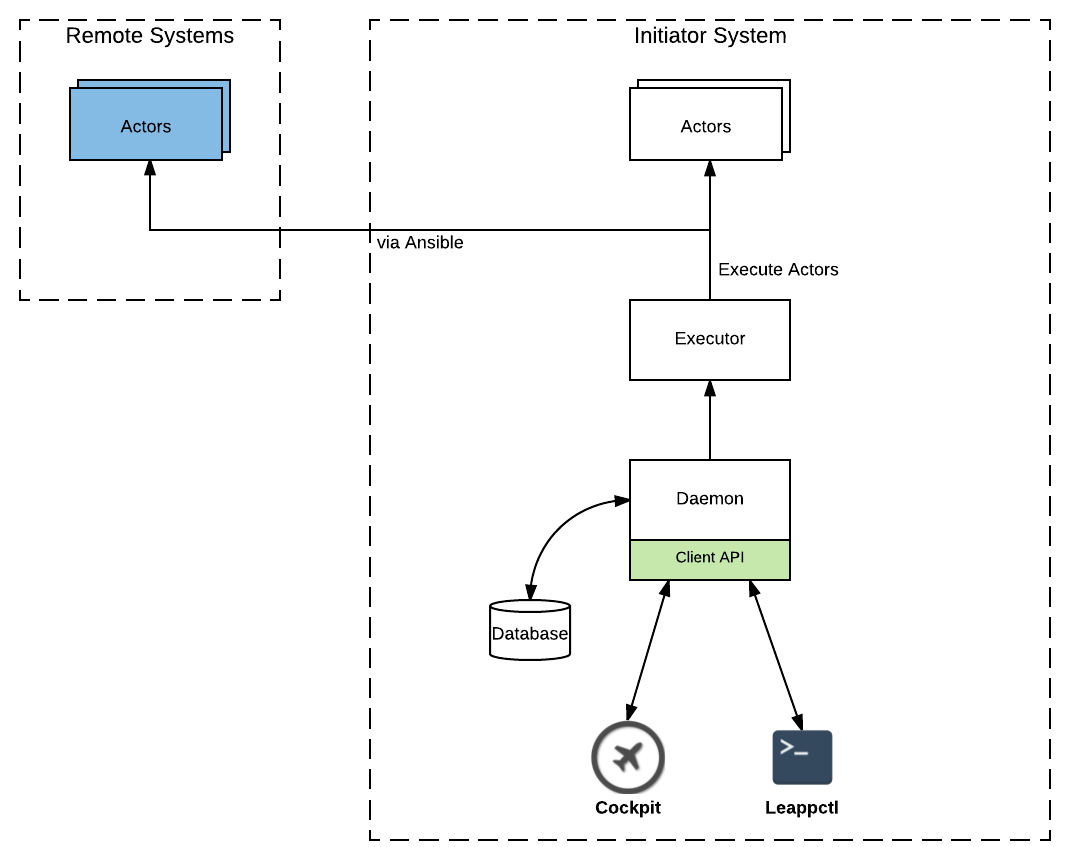 Remote Systems
Initiator System
Actors
Actors
via Ansible
Execute Actors
Executor
Daemon
Client API
Database
>_
Cockpit
Leappctl